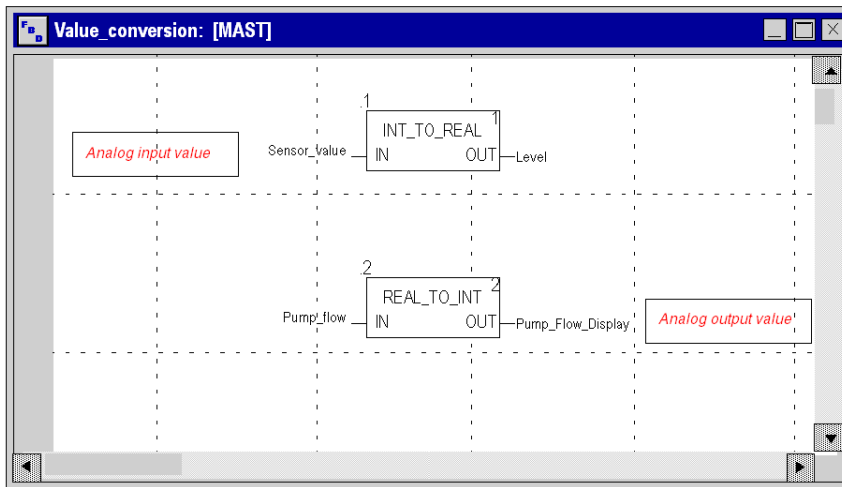 FBD
Value_conversion: [MAST]
.1
1
INT_TO_REAL
Analog input value
Sensor_value
IN
OUT
Level
.2
2
REAL_TO_INT
Pump_flow
IN
OUT
Pump_Flow_Display
Analog output value